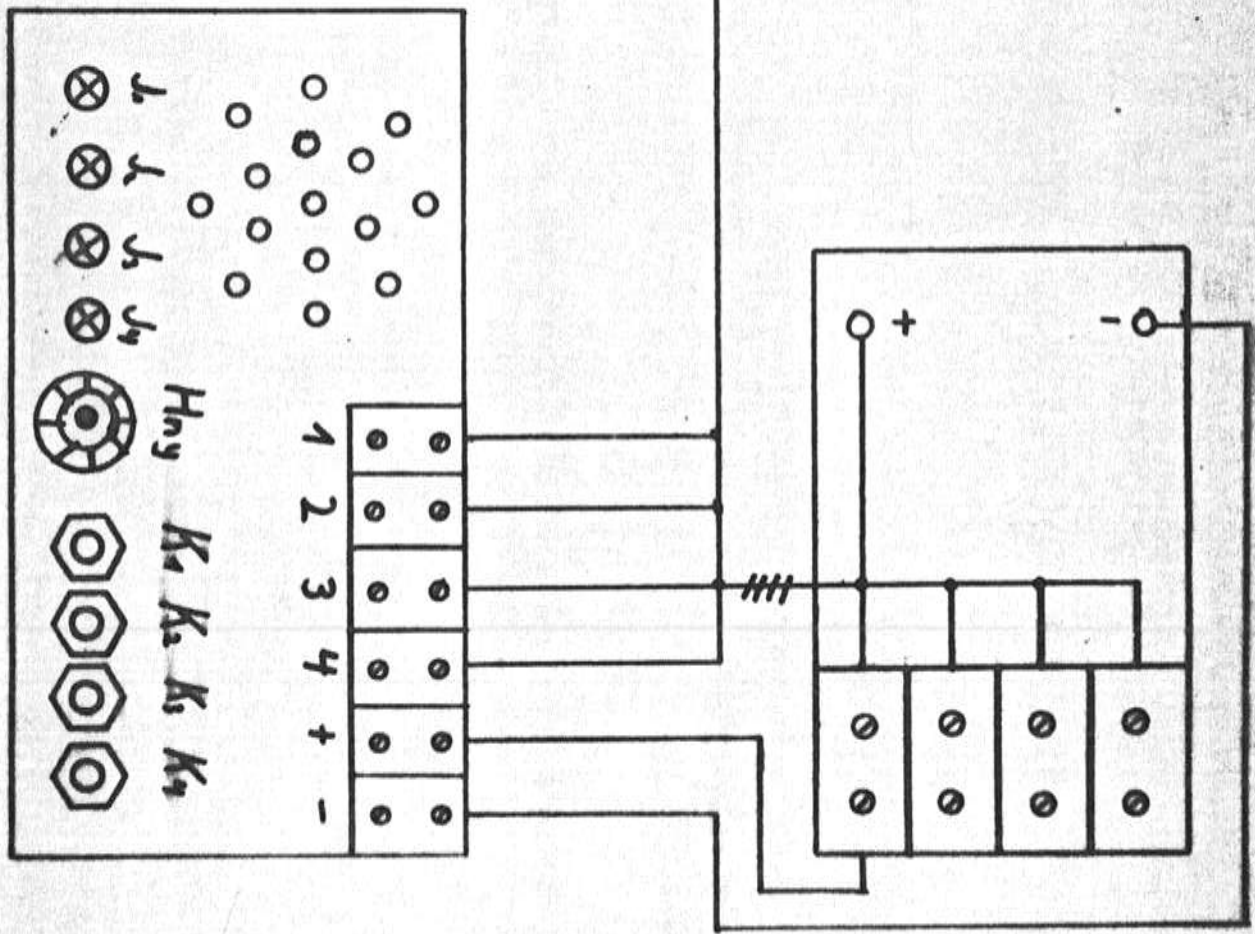 J₁ J₂ J₃ J₄
Hny
K₁ K₂ K₃ K₄
1 2 3 4 + -
+ -